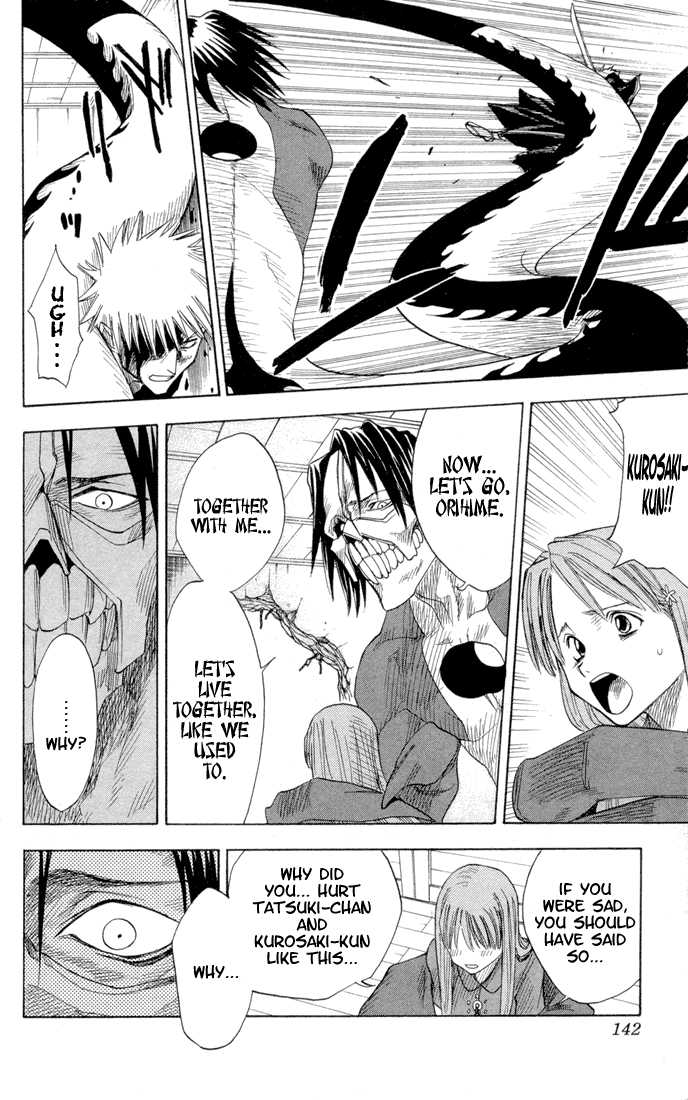 UGH...
KUROSAKI-
KUN!!
NOW...
LET'S GO,
ORIHIME.
TOGETHER
WITH ME...
LET'S
LIVE
TOGETHER,
LIKE WE
USED
TO.
......
WHY?
IF YOU
WERE SAD,
YOU SHOULD
HAVE SAID
SO...
WHY DID
YOU... HURT
TATSUKI-CHAN
AND
KUROSAKI-KUN
LIKE THIS...
WHY...
142